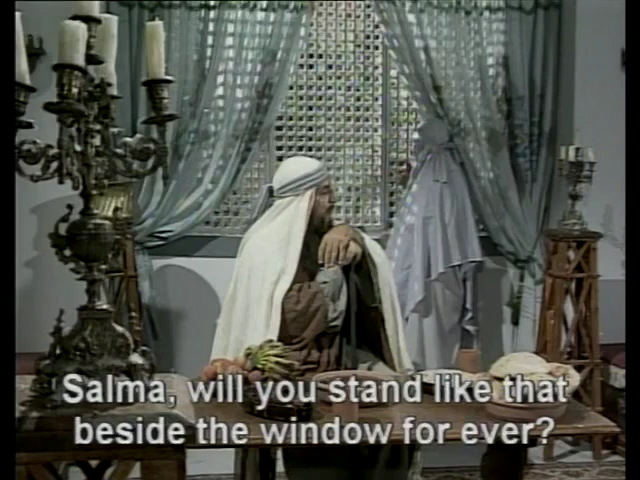 Salma, will you stand like that
beside the window for ever?